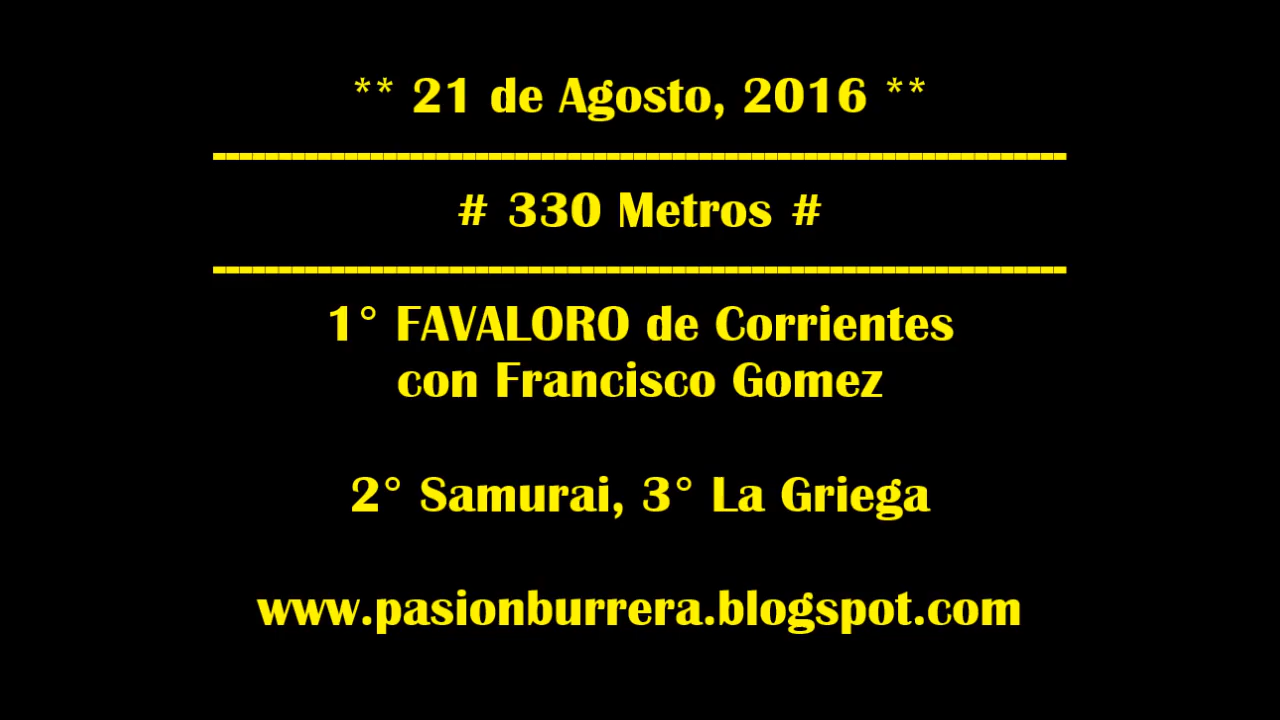 ** 21 de Agosto, 2016 **
# 330 Metros #
1° FAVALORO de Corrientes
con Francisco Gomez
2° Samurai, 3° La Griega
www.pasionburrera.blogspot.com